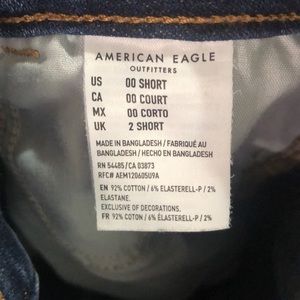 AMERICAN EAGLE
OUTFITTERS
US 00 SHORT
CA 00 COURT
MX 00 CORTO
UK 2 SHORT
MADE IN BANGLADESH / FABRIQUÉ AU
BANGLADESH / HECHO EN BANGLADESH
RN 54485/CA 03873
RFC# AEM120605U9A
EN 92% COTTON / 6% ELASTERELL-P / 2%
ELASTANE.
EXCLUSIVE OF DECORATIONS.
FR 92% COTON / 6% ÉLASTERELL-P / 2%